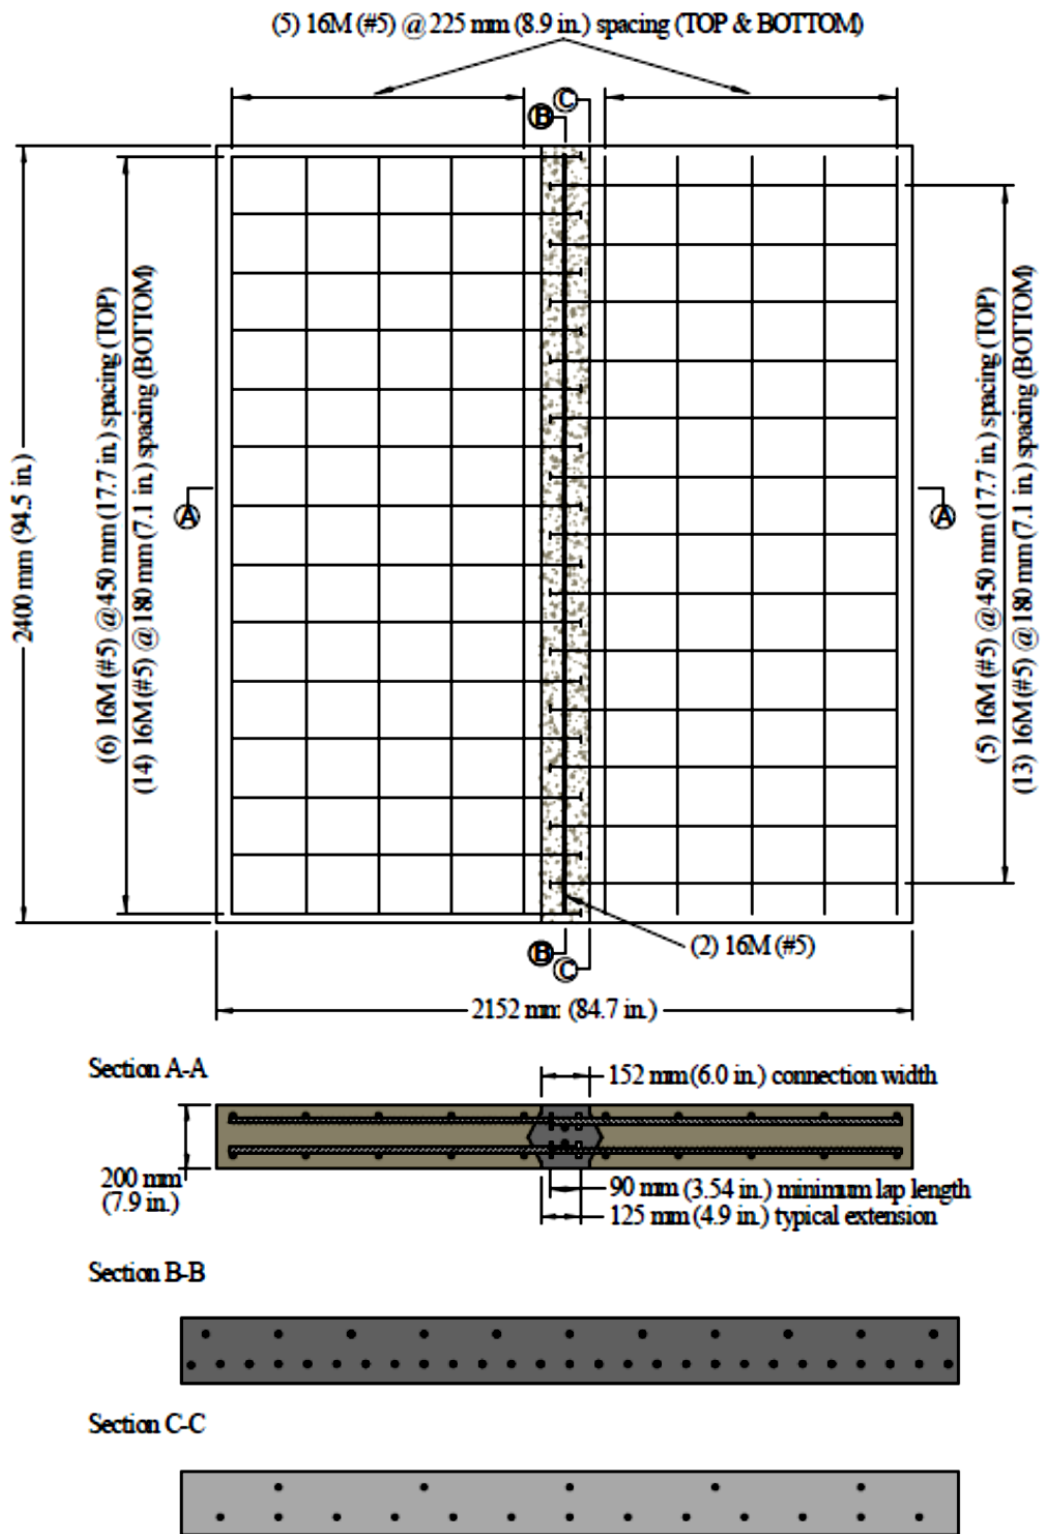 (5) 16M (#5) @ 225 mm (8.9 in.) spacing (TOP & BOTTOM)
C
B
2400 mm (94.5 in.)
(6) 16M (#5) @ 450 mm (17.7 in.) spacing (TOP)
(14) 16M (#5) @ 180 mm (7.1 in.) spacing (BOTTOM)
A
A
(5) 16M (#5) @ 450 mm (17.7 in.) spacing (TOP)
(13) 16M (#5) @ 180 mm (7.1 in.) spacing (BOTTOM)
(2) 16M (#5)
B
C
2152 mm (84.7 in.)
Section A-A
152 mm (6.0 in.) connection width
200 mm
(7.9 in.)
90 mm (3.54 in.) minimum lap length
125 mm (4.9 in.) typical extension
Section B-B
Section C-C